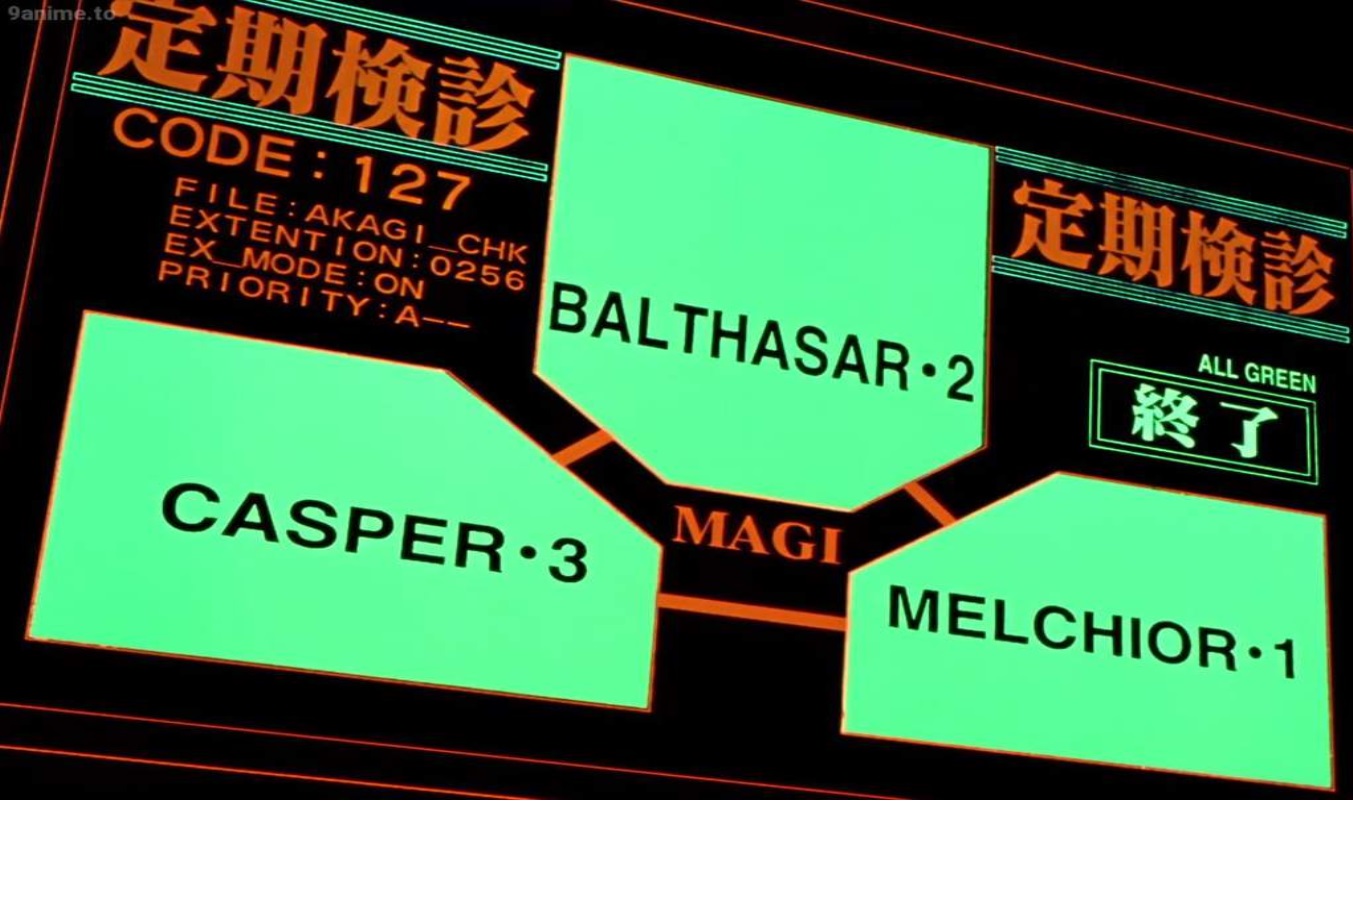 9anime.to
定期検診
CODE:127
FILE:AKAGI_CHK
EXTENTION:0256
EX_MODE:ON
PRIORITY:A--
BALTHASAR・2
定期検診
ALL GREEN
終了
CASPER・3
MAGI
MELCHIOR・1